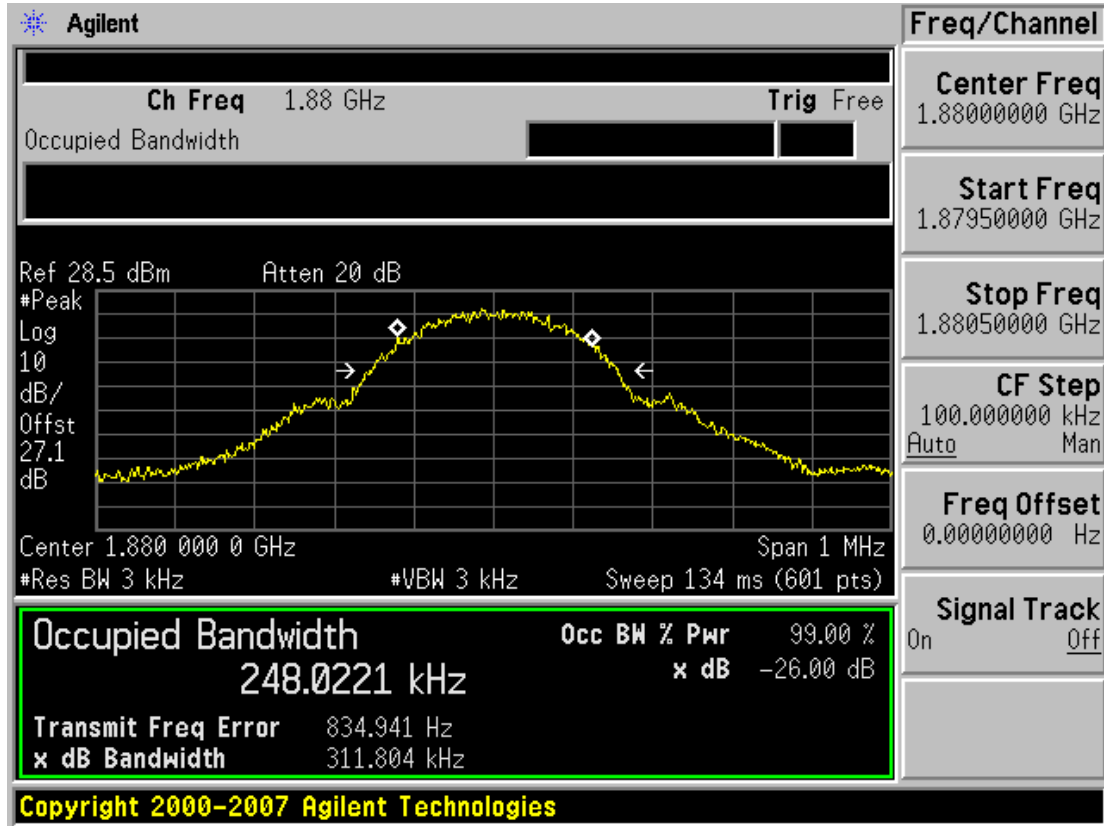 Agilent
Ch Freq 1.88 GHz Trig Free
Occupied Bandwidth
Ref 28.5 dBm Atten 20 dB
#Peak
Log
10
dB/
Offst
27.1
dB
Center 1.880 000 0 GHz Span 1 MHz
#Res BW 3 kHz #VBW 3 kHz Sweep 134 ms (601 pts)
Occupied Bandwidth Occ BW % Pwr 99.00 %
248.0221 kHz x dB -26.00 dB
Transmit Freq Error 834.941 Hz
x dB Bandwidth 311.804 kHz
Copyright 2000-2007 Agilent Technologies
Freq/Channel
Center Freq
1.88000000 GHz
Start Freq
1.87950000 GHz
Stop Freq
1.88050000 GHz
CF Step
100.000000 kHz
Auto Man
Freq Offset
0.00000000 Hz
Signal Track
On Off